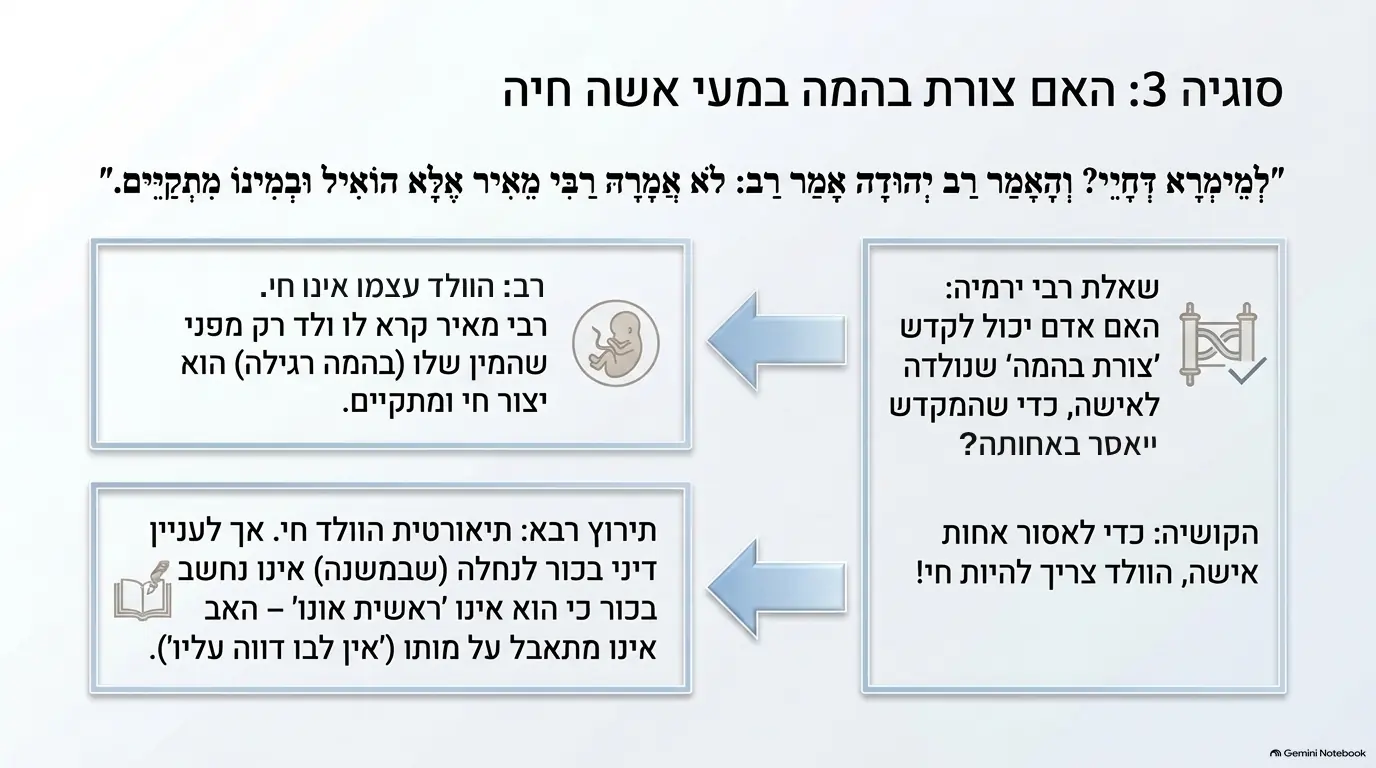 סוגיה 3: האם צורת בהמה במעי אשה חיה
"לְמֵימְרָא דְּחָיֵי? וְהָאָמַר רַב יְהוּדָה אָמַר רַב: לֹא אֲמָרָהּ רַבִּי מֵאִיר אֶלָּא הוֹאִיל וּבְמִינוֹ מִתְקַיֵּים."
שאלת רבי ירמיה:
האם אדם יכול לקדש
'צורת בהמה' שנולדה
לאישה, כדי שהמקדש
ייאסר באחותה?
הקושיה: כדי לאסור אחות
אישה, הוולד צריך להיות חי!
רב: הוולד עצמו אינו חי.
רבי מאיר קרא לו ולד רק מפני
שהמין שלו (בהמה רגילה) הוא
יצור חי ומתקיים.
תירוץ רבא: תיאורטית הוולד חי. אך לעניין
דיני בכור לנחלה (שבמשנה) אינו נחשב
בכור כי הוא אינו 'ראשית אונו' – האב
אינו מתאבל על מותו ('אין לבו דווה עליו').
Gemini Notebook